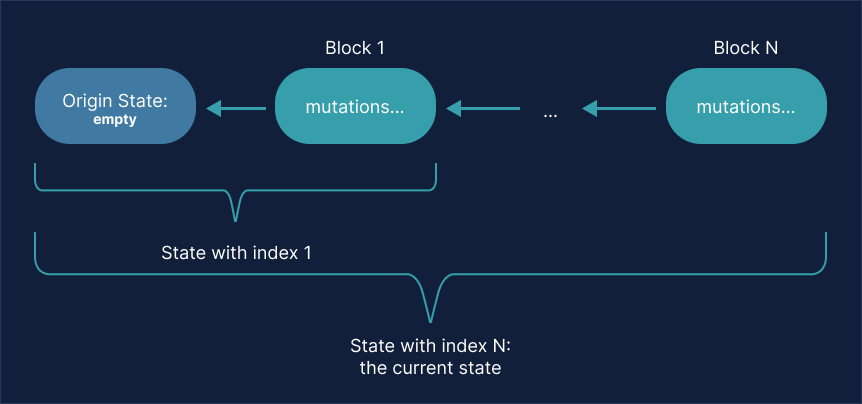 Block 1
Block N
Origin State:
empty
mutations...
...
mutations...
State with index 1
State with index N:
the current state